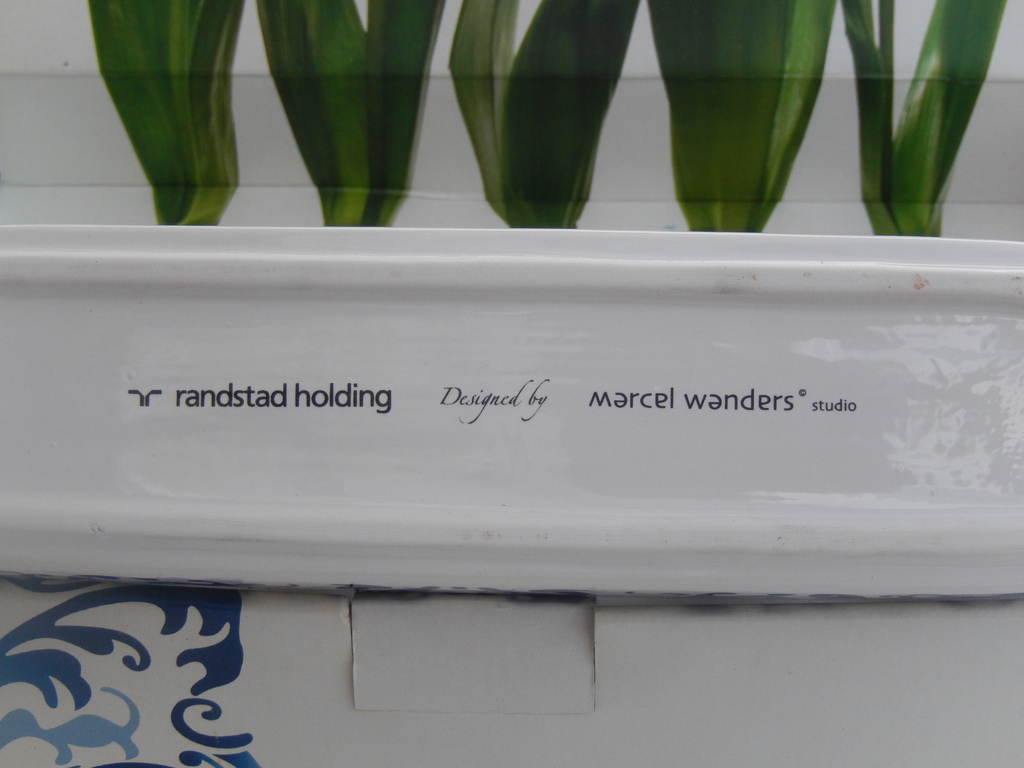 randstad holding Designed by marcel wanders© studio